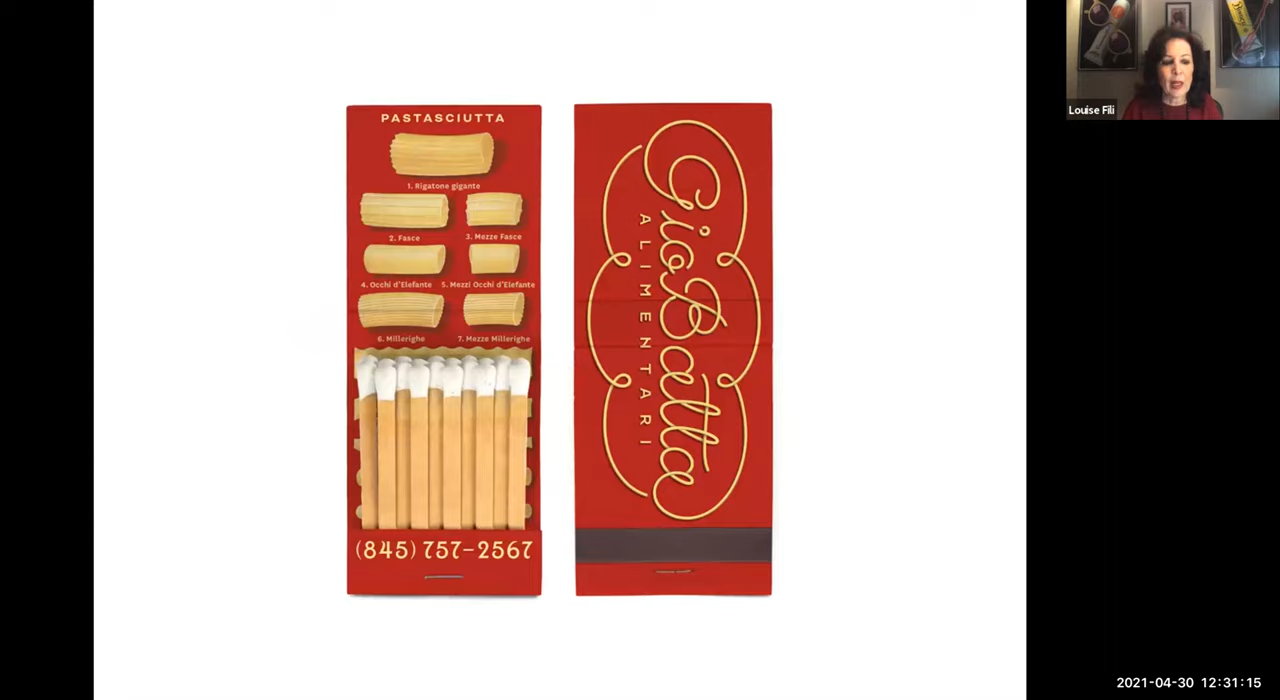 PASTASCIUTTA
1. Rigatone gigante
2. Fasce
3. Mezze Fasce
4. Occhi d'Elefante
5. Mezzi Occhi d'Elefante
6. Millerighe
7. Mezze Millerighe
(845) 757-2567
GioBatta
ALIMENTARI
Louise Fili
2021-04-30 12:31:15